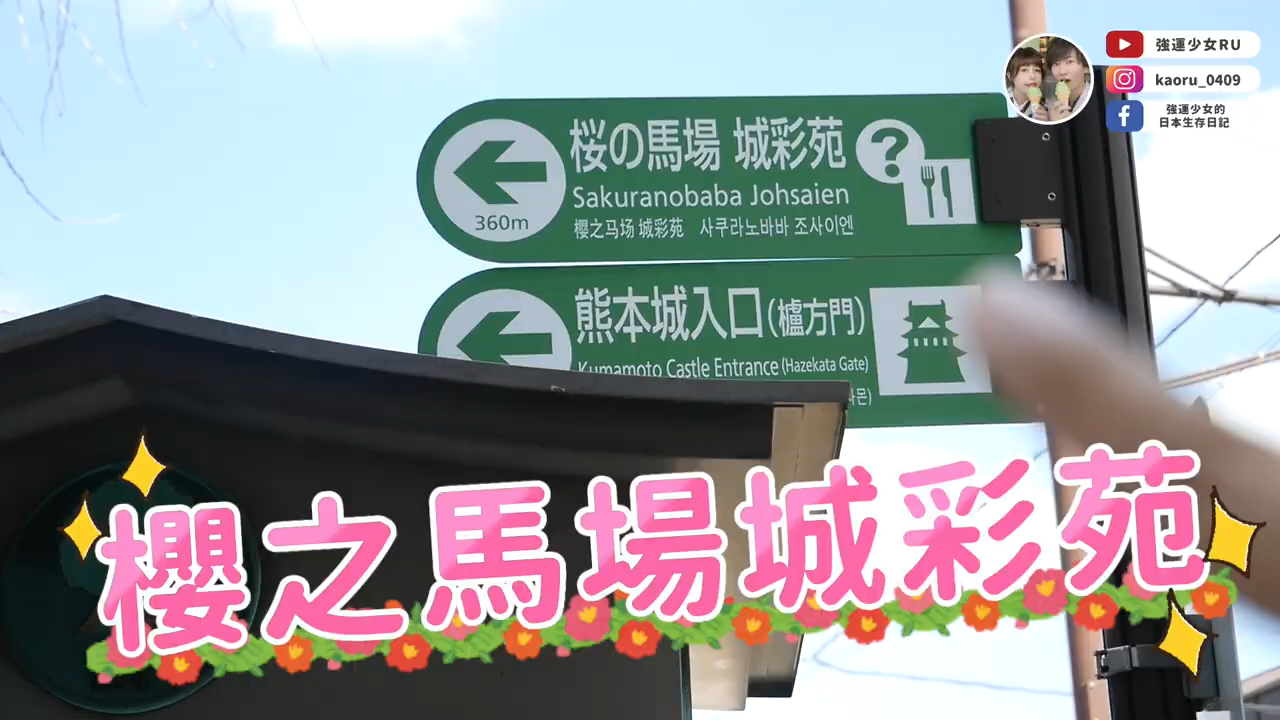 強運少女RU
kaoru_0409
強運少女的
日本生存日記
桜の馬場 城彩苑
Sakuranobaba Johsaien
360m
櫻之马场 城彩苑 사쿠라노바바 조사이엔
熊本城入口(櫨方門)
Kumamoto Castle Entrance (Hazekata Gate)
櫻之馬場城彩苑